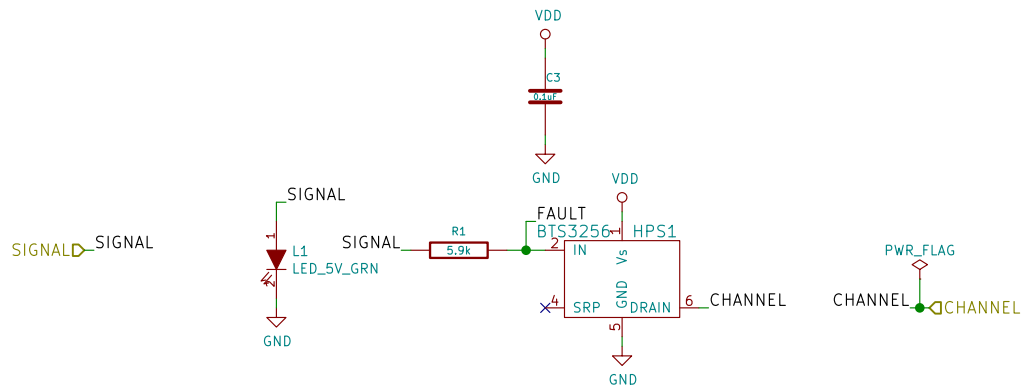 VDD
C3
0.1uF
GND
VDD
SIGNAL
FAULT
BTS3256 HPS1
SIGNAL SIGNAL
1
L1
LED_5V_GRN
2
GND
SIGNAL
R1
5.9k
2 IN
1
Vs
GND
4 SRP
DRAIN 6
CHANNEL
5
GND
PWR_FLAG
CHANNEL CHANNEL